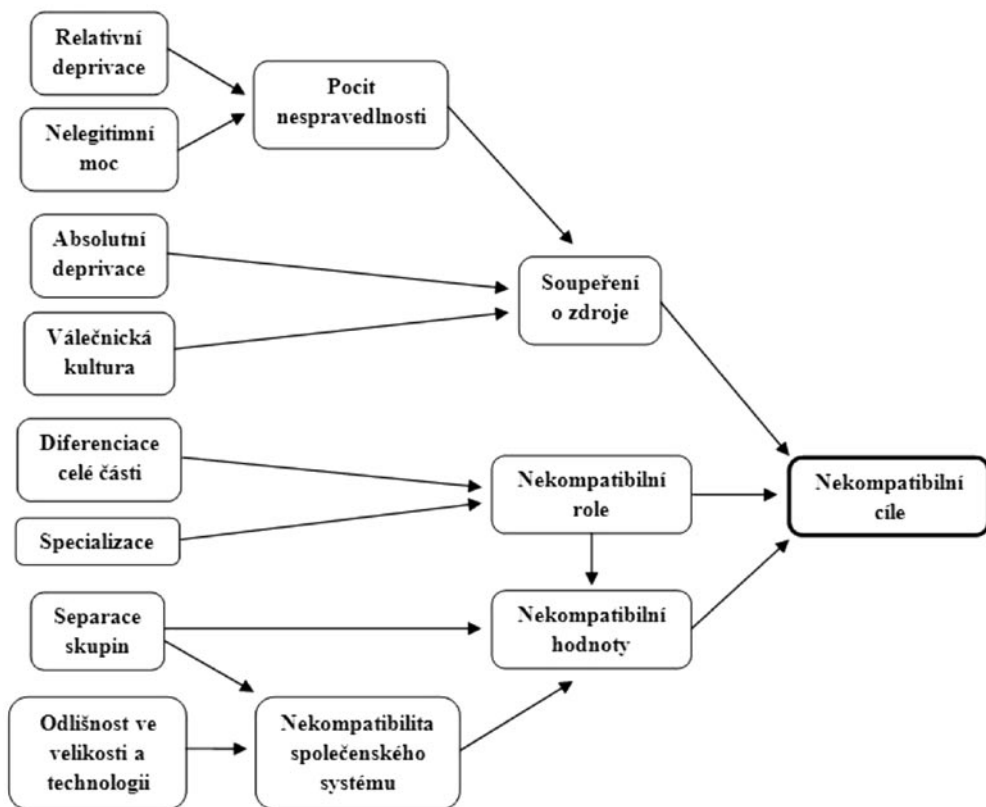 Relativní
deprivace
Nelegitimní
moc
Pocit
nespravedlnosti
Absolutní
deprivace
Válečnická
kultura
Soupeření
o zdroje
Diferenciace
celé části
Specializace
Nekompatibilní
role
Nekompatibilní
cíle
Separace
skupin
Nekompatibilní
hodnoty
Odlišnost ve
velikosti a
technologii
Nekompatibilita
společenského
systému